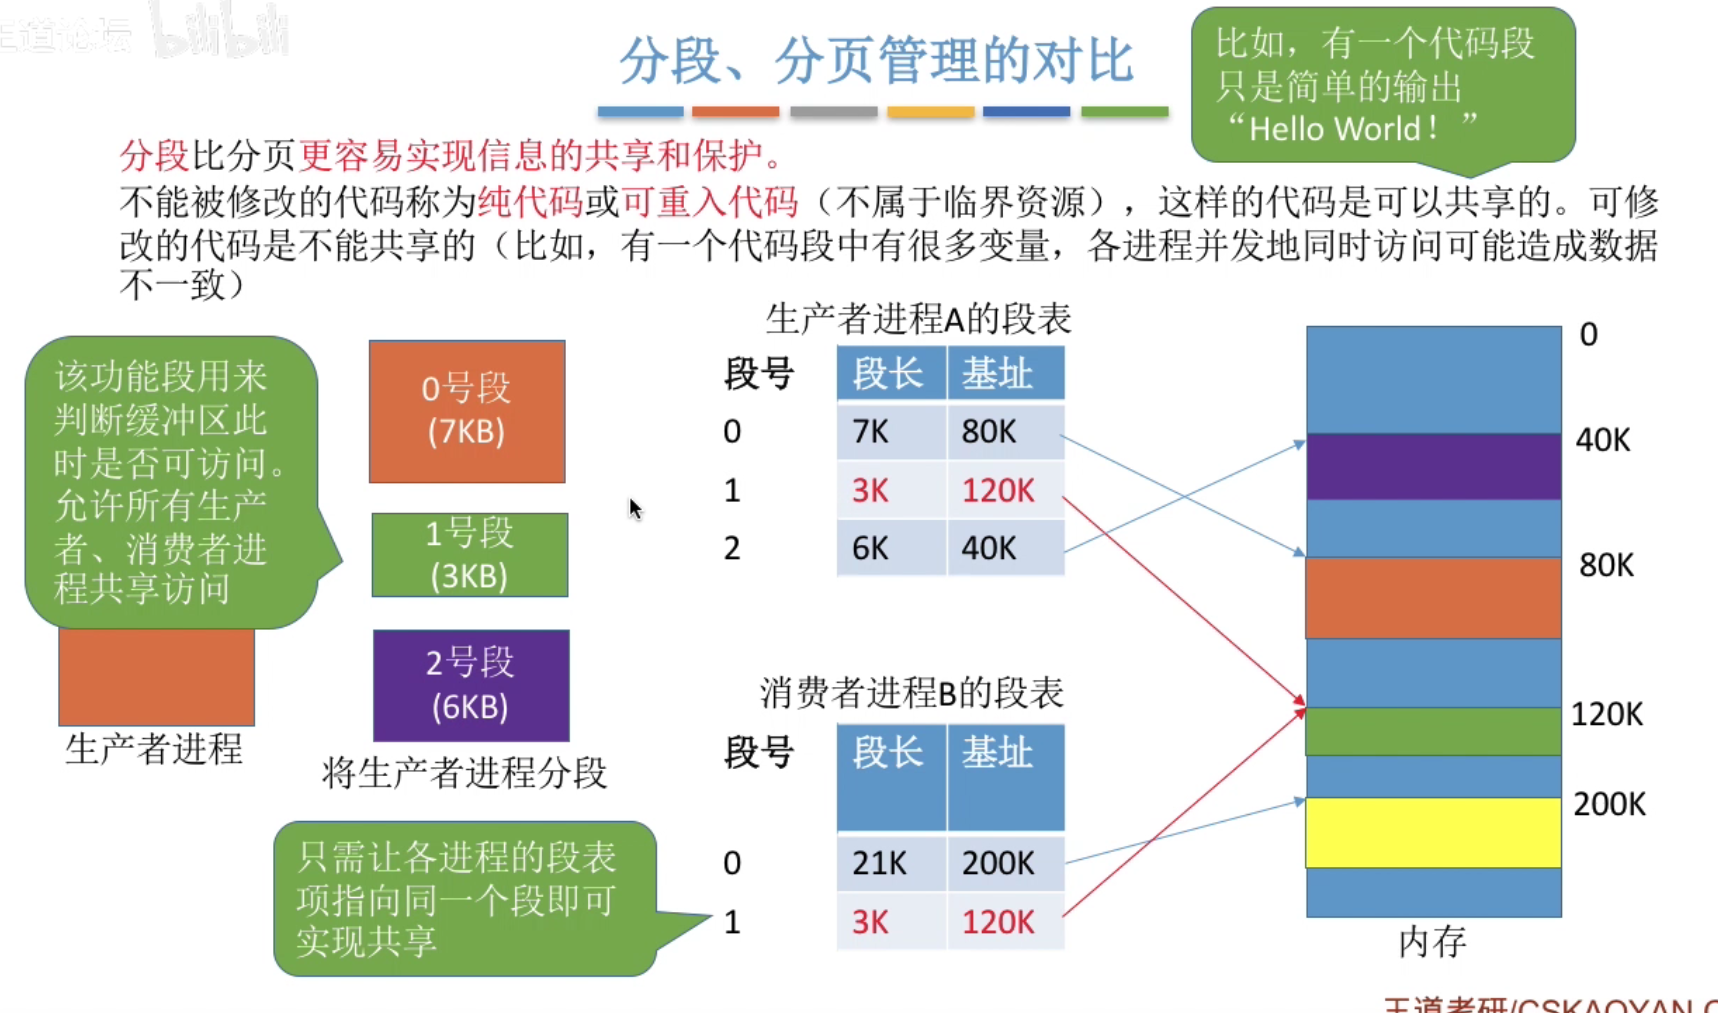 王道论坛 bilibili
分段、分页管理的对比
比如，有一个代码段
只是简单的输出
“Hello World！”
分段比分页更容易实现信息的共享和保护。
不能被修改的代码称为纯代码或可重入代码（不属于临界资源），这样的代码是可以共享的。可修
改的代码是不能共享的（比如，有一个代码段中有很多变量，各进程并发地同时访问可能造成数据
不一致）
该功能段用来
判断缓冲区此
时是否可访问。
允许所有生产
者、消费者进
程共享访问
生产者进程
0号段
(7KB)
1号段
(3KB)
2号段
(6KB)
将生产者进程分段
只需让各进程的段表
项指向同一个段即可
实现共享
生产者进程A的段表
段号 段长 基址
0 7K 80K
1 3K 120K
2 6K 40K
消费者进程B的段表
段号 段长 基址
0 21K 200K
1 3K 120K
0
40K
80K
120K
200K
内存
王道考研/CSKAOYAN.C